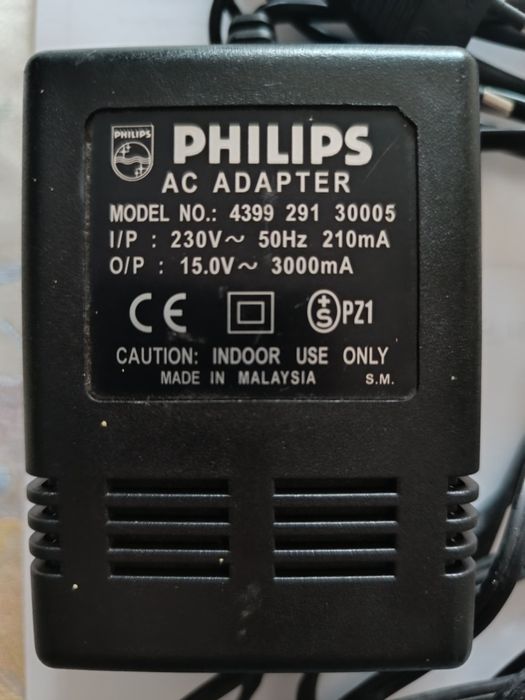 PHILIPS
PHILIPS
AC ADAPTER
MODEL NO.: 4399 291 30005
I/P : 230V~ 50Hz 210mA
O/P : 15.0V~ 3000mA
CE +S PZ1
CAUTION: INDOOR USE ONLY
MADE IN MALAYSIA S.M.